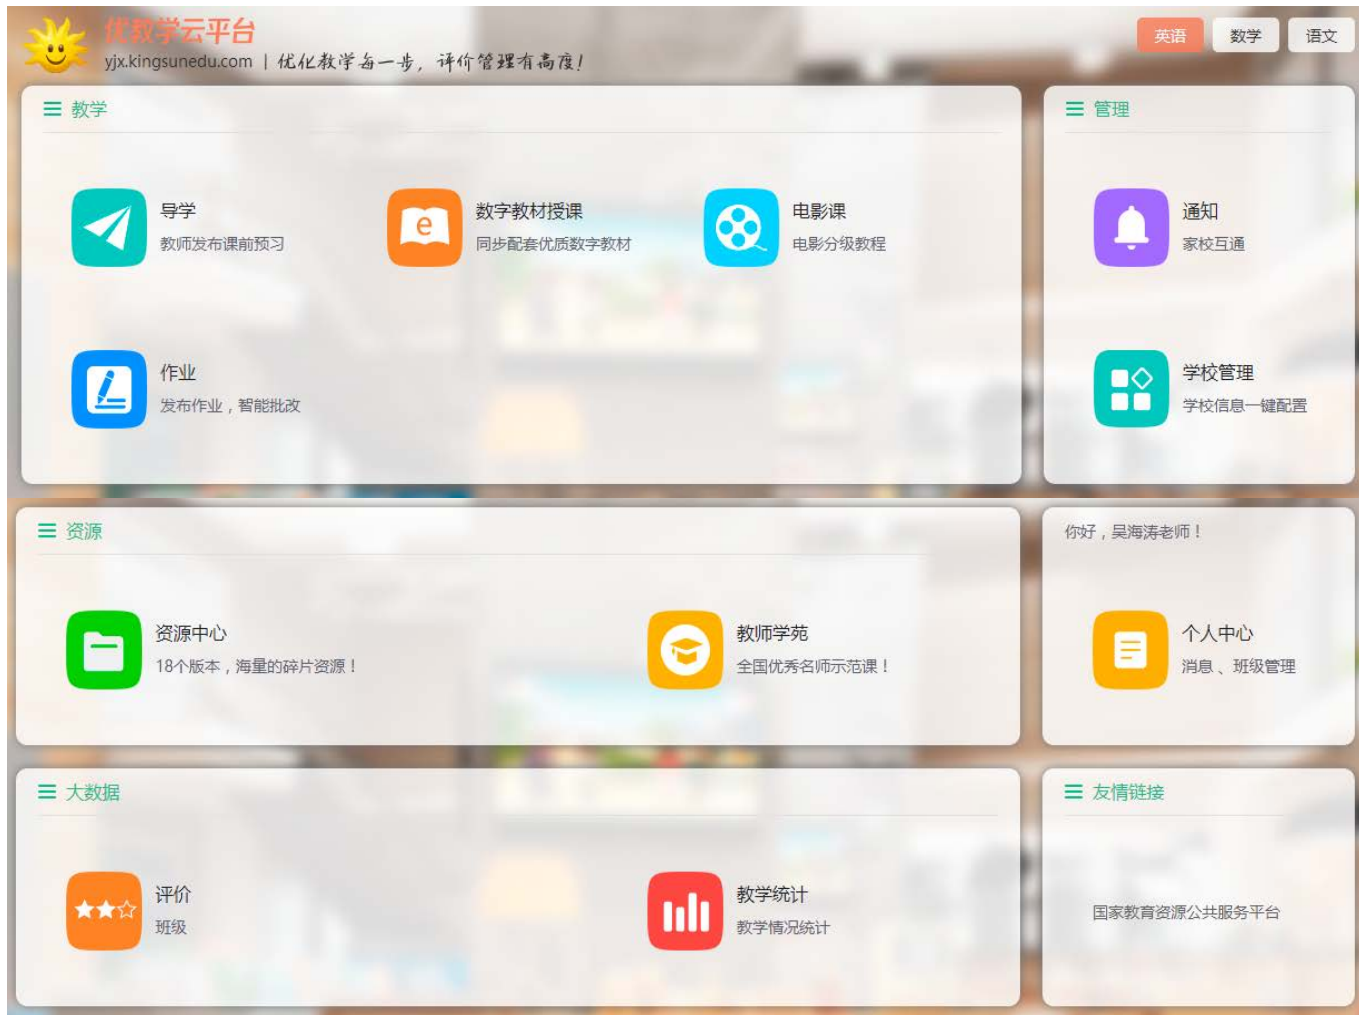 优教学云平台
yjx.kingsunedu.com | 优化教学每一步，评价管理有高度！
英语 数学 语文
教学
导学
教师发布课前预习
数字教材授课
同步配套优质数字教材
电影课
电影分级教程
作业
发布作业，智能批改
管理
通知
家校互通
学校管理
学校信息一键配置
资源
资源中心
18个版本，海量的碎片资源！
教师学苑
全国优秀名师示范课！
你好，吴海涛老师！
个人中心
消息、班级管理
大数据
评价
班级
教学统计
教学情况统计
友情链接
国家教育资源公共服务平台